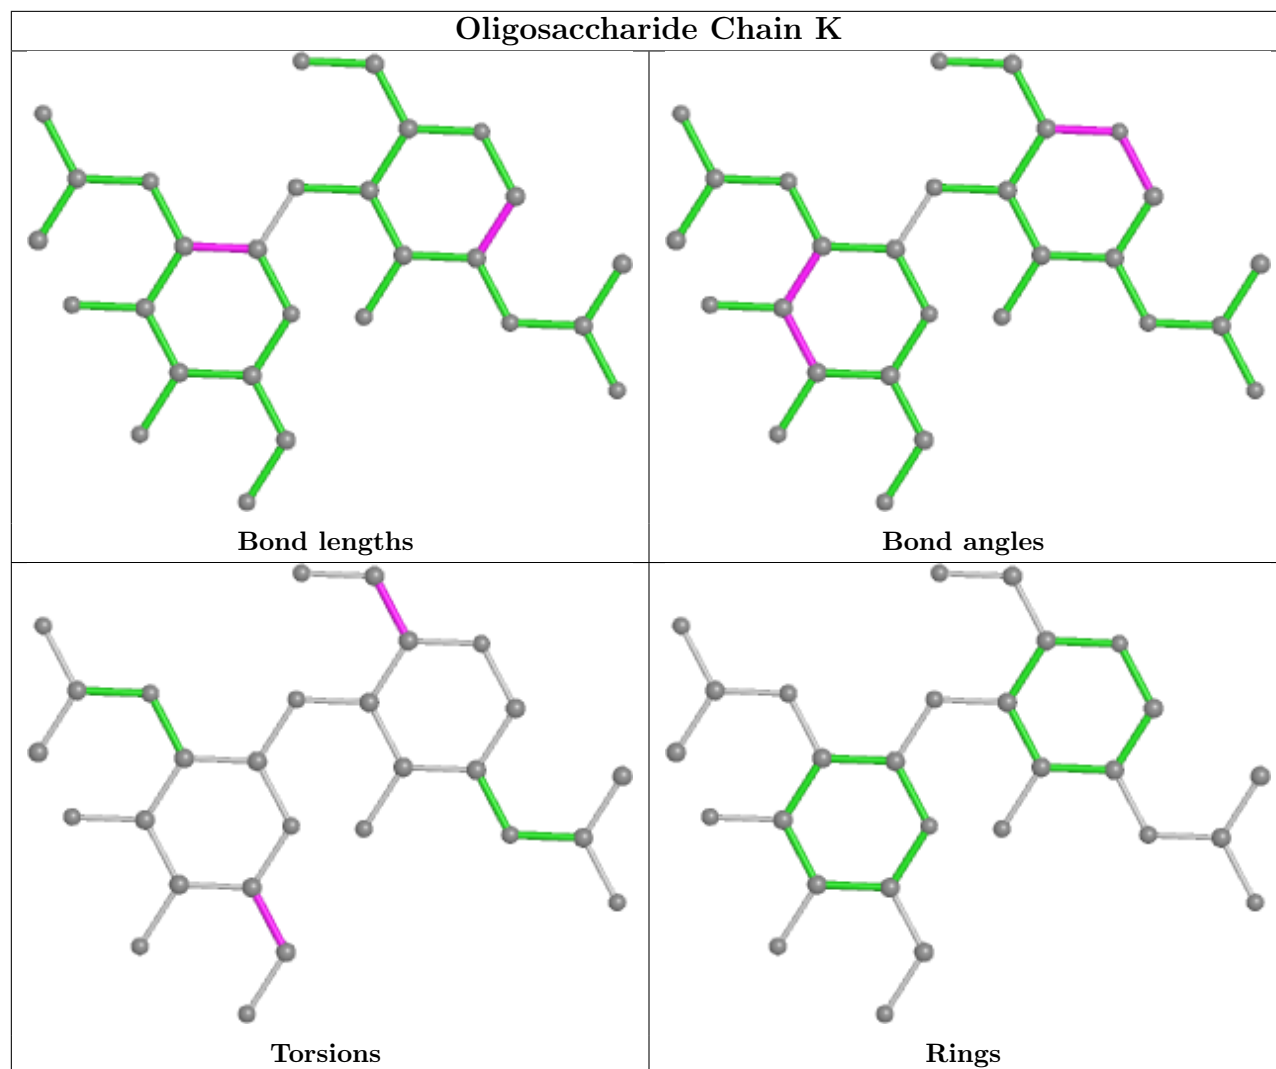 Oligosaccharide Chain K
Bond lengths
Bond angles
Torsions
Rings